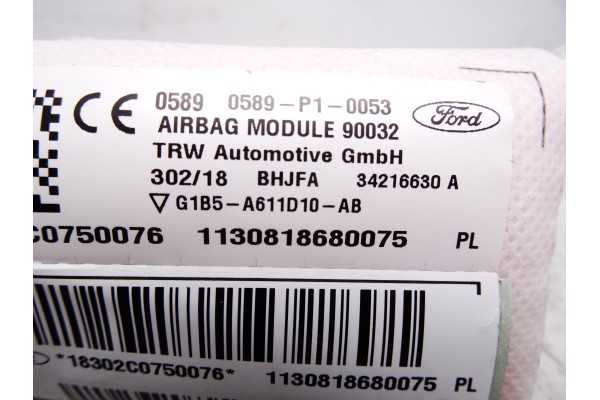 CE 0589 0589-P1-0053 Ford
AIRBAG MODULE 90032
TRW Automotive GmbH
302/18 BHJFA 34216630 A
▽ G1B5-A611D10-AB
C0750076 1130818680075 PL
*18302C0750076* 1130818680075 PL